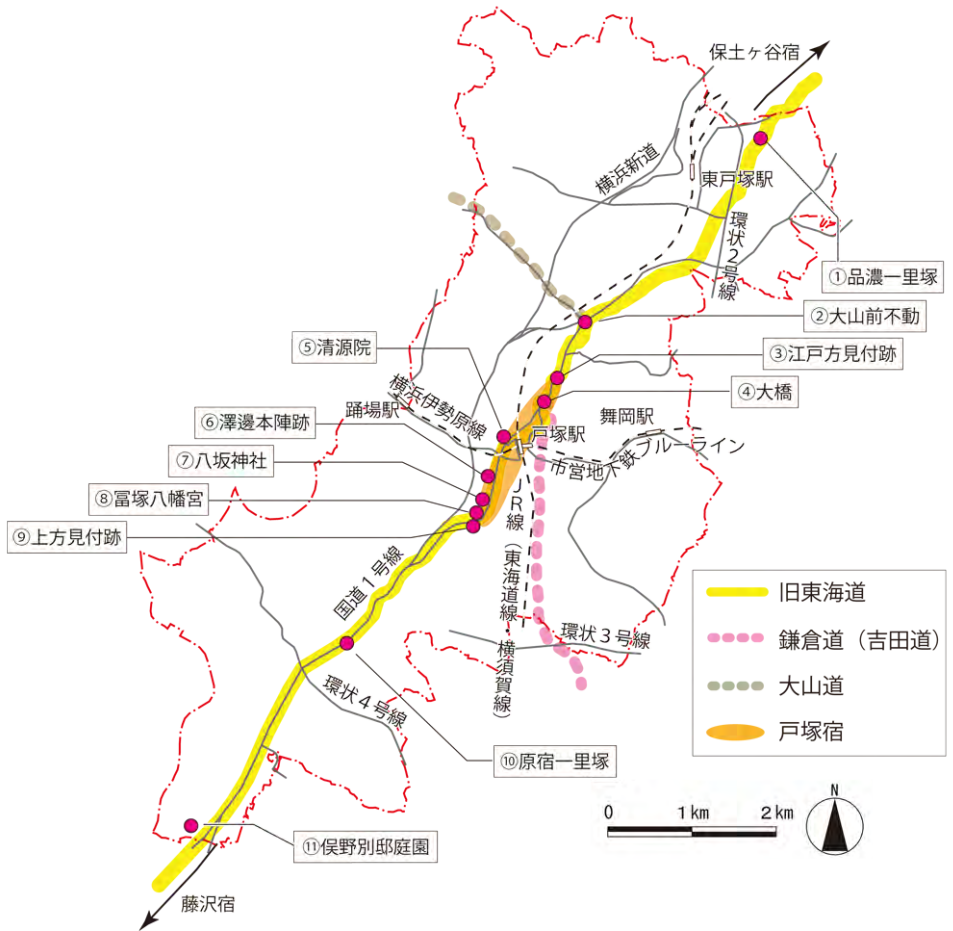 保土ヶ谷宿
横浜新道
東戸塚駅
環状2号線
①品濃一里塚
②大山前不動
③江戸方見付跡
④大橋
⑤清源院
横浜伊勢原線
踊場駅
⑥澤邊本陣跡
戸塚駅
舞岡駅
市営地下鉄ブルーライン
⑦八坂神社
⑧冨塚八幡宮
⑨上方見付跡
JR線(東海道線・横須賀線)
国道1号線
環状3号線
環状4号線
⑩原宿一里塚
⑪俣野別邸庭園
藤沢宿
旧東海道
鎌倉道(吉田道)
大山道
戸塚宿
0 1km 2km
N